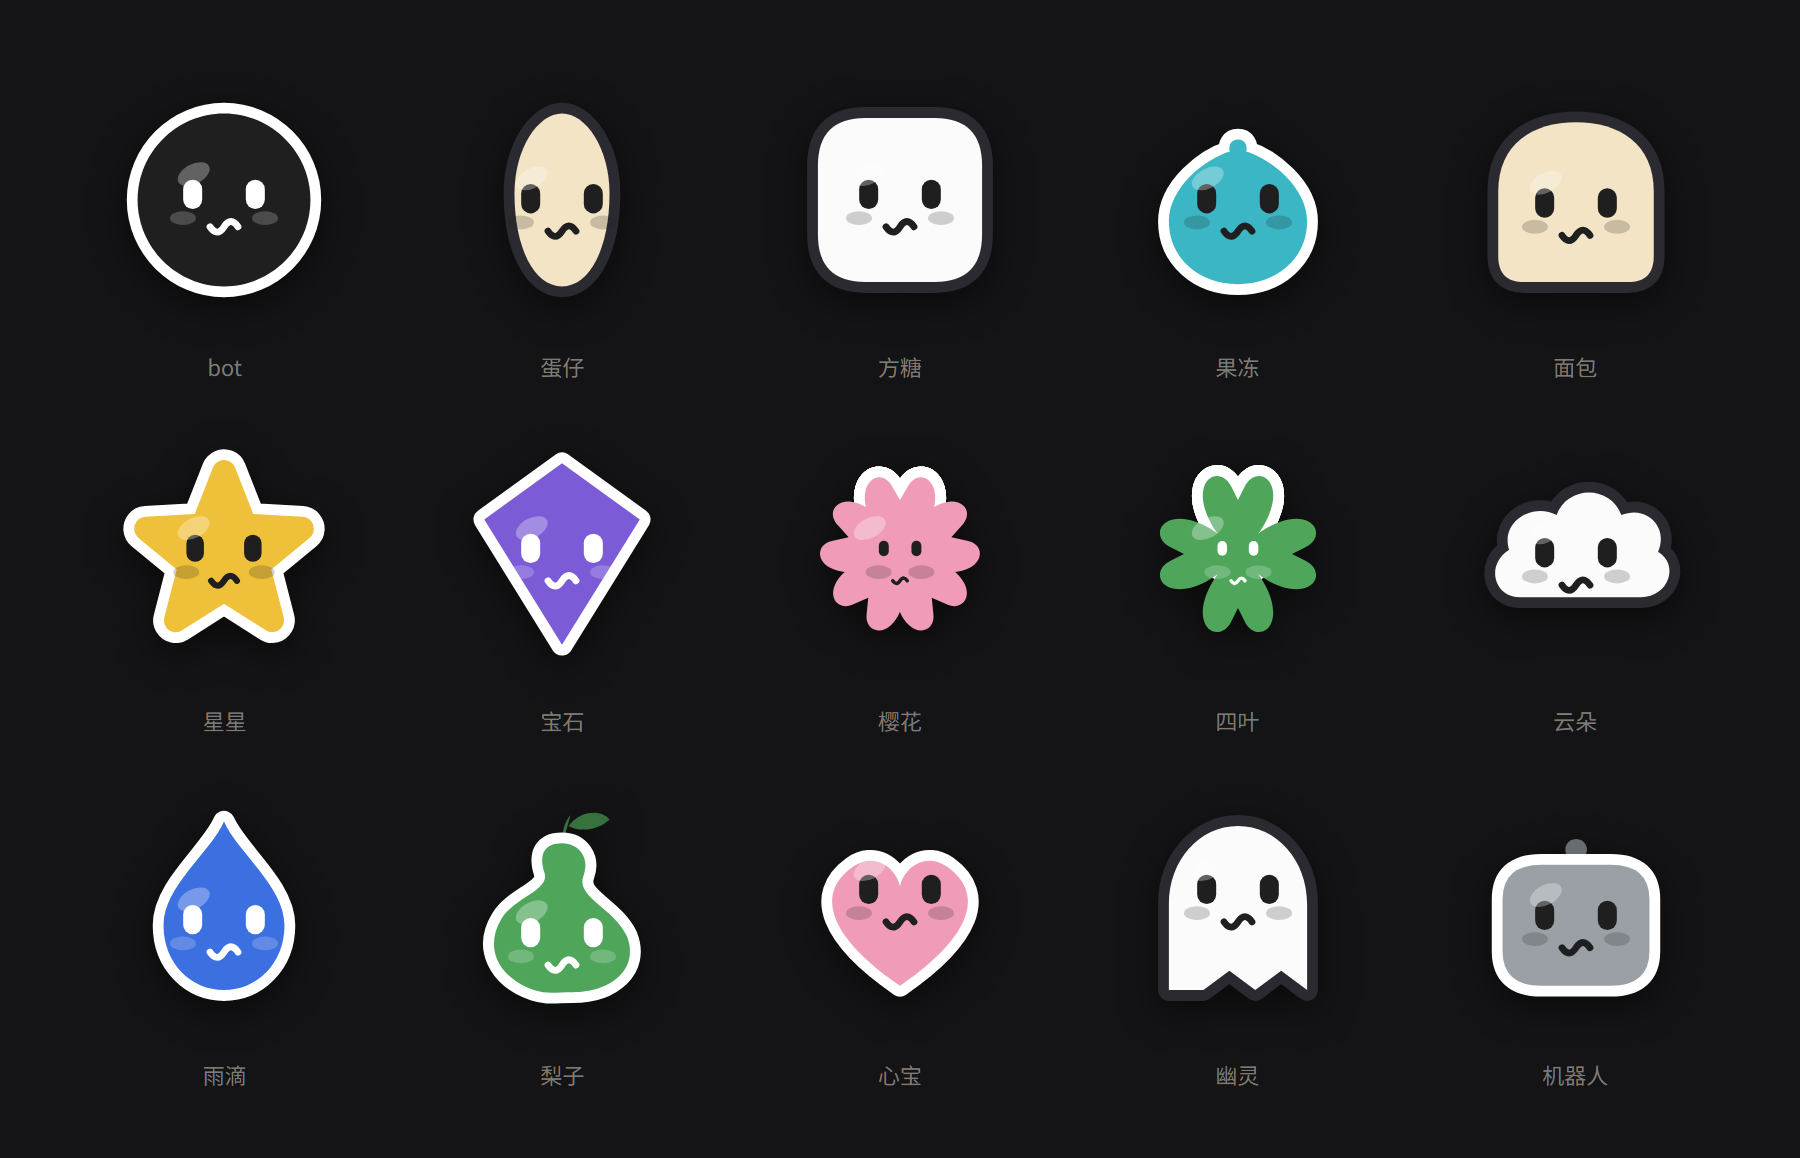 bot
蛋仔
方糖
果冻
面包
星星
宝石
樱花
四叶
云朵
雨滴
梨子
心宝
幽灵
机器人